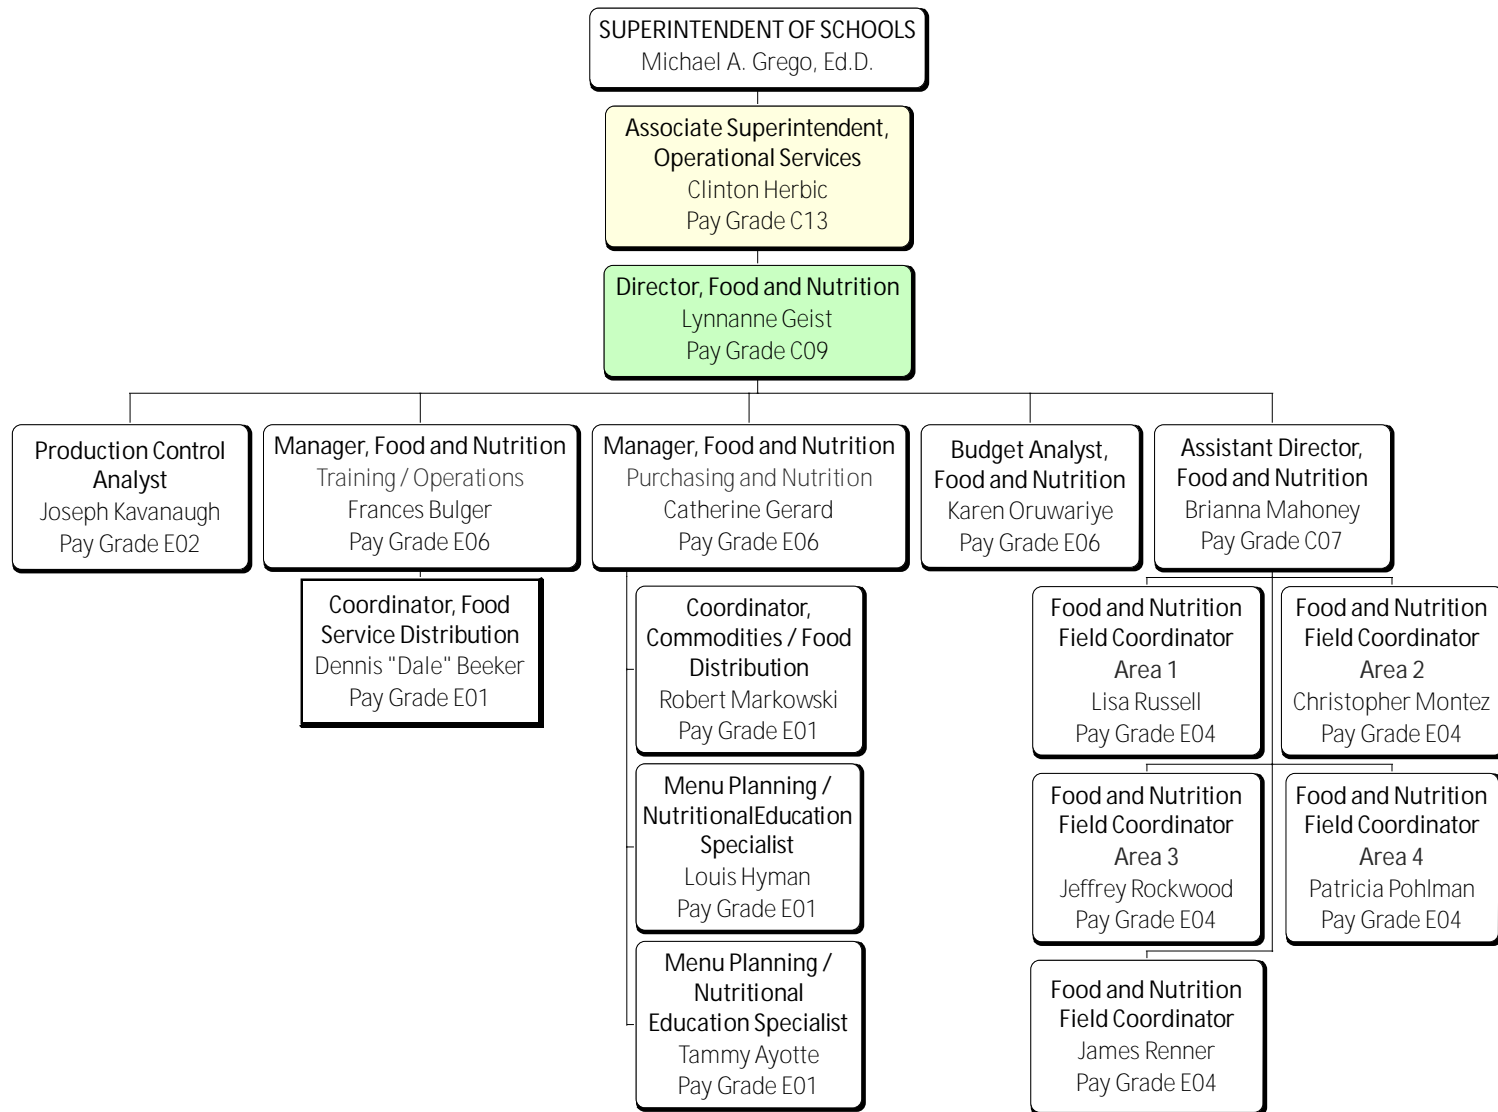 SUPERINTENDENT OF SCHOOLS
Michael A. Grego, Ed.D.
Associate Superintendent,
Operational Services
Clinton Herbic
Pay Grade C13
Director, Food and Nutrition
Lynnanne Geist
Pay Grade C09
Production Control
Analyst
Joseph Kavanaugh
Pay Grade E02
Manager, Food and Nutrition
Training / Operations
Frances Bulger
Pay Grade E06
Manager, Food and Nutrition
Purchasing and Nutrition
Catherine Gerard
Pay Grade E06
Budget Analyst,
Food and Nutrition
Karen Oruwariye
Pay Grade E06
Assistant Director,
Food and Nutrition
Brianna Mahoney
Pay Grade C07
Coordinator, Food
Service Distribution
Dennis "Dale" Beeker
Pay Grade E01
Coordinator,
Commodities / Food
Distribution
Robert Markowski
Pay Grade E01
Menu Planning /
NutritionalEducation
Specialist
Louis Hyman
Pay Grade E01
Menu Planning /
Nutritional
Education Specialist
Tammy Ayotte
Pay Grade E01
Food and Nutrition
Field Coordinator
Area 1
Lisa Russell
Pay Grade E04
Food and Nutrition
Field Coordinator
Area 2
Christopher Montez
Pay Grade E04
Food and Nutrition
Field Coordinator
Area 3
Jeffrey Rockwood
Pay Grade E04
Food and Nutrition
Field Coordinator
Area 4
Patricia Pohlman
Pay Grade E04
Food and Nutrition
Field Coordinator
James Renner
Pay Grade E04